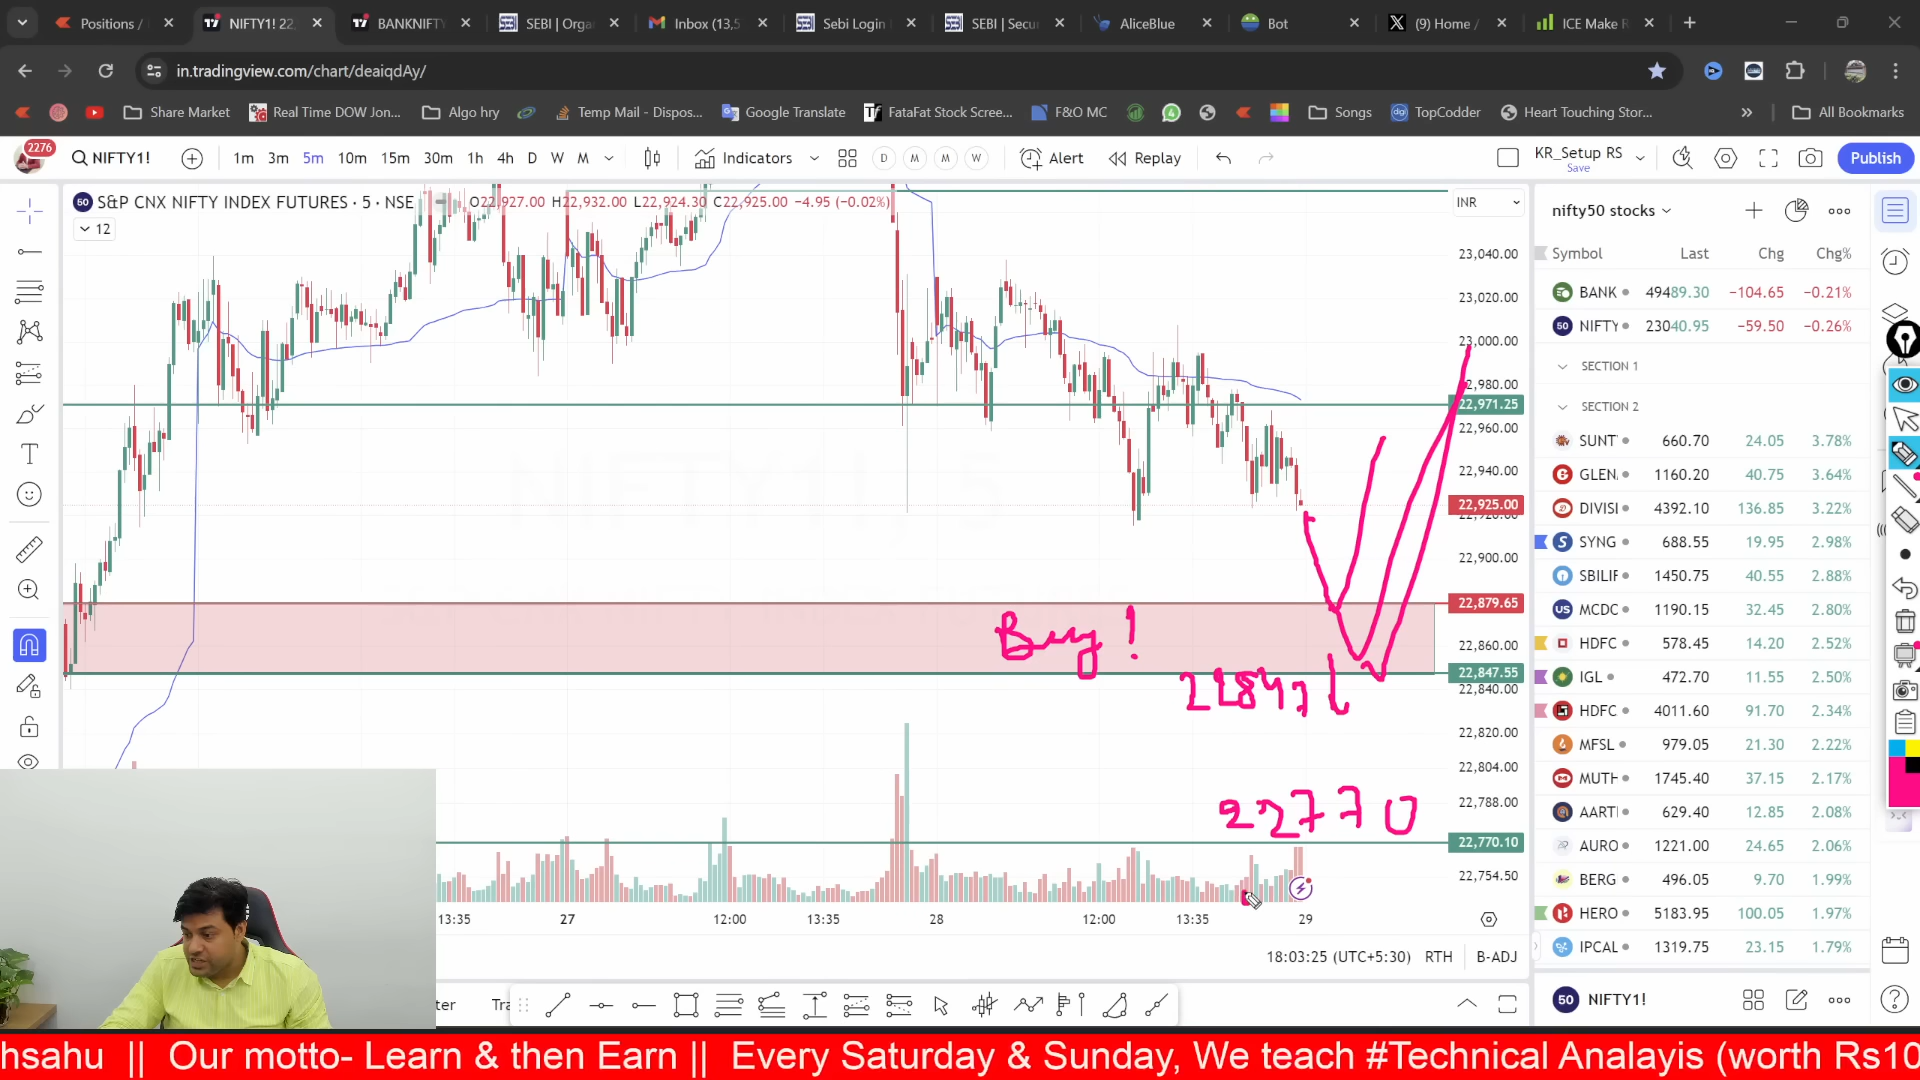 Positions /
NIFTY1! 22,
BANKNIFT
SEBI | Orga
Inbox (13,5
Sebi Login
SEBI | Secu
AliceBlue
Bot
(9) Home /
ICE Make R
in.tradingview.com/chart/deaiqdAy/
Share Market
Real Time DOW Jon...
Algo hry
Temp Mail - Dispos...
Google Translate
FataFat Stock Scree...
F&O MC
Songs
TopCodder
Heart Touching Stor...
All Bookmarks
2276
NIFTY1!
1m 3m 5m 10m 15m 30m 1h 4h D W M
Indicators
D M M W
Alert
Replay
KR_Setup RS
Save
Publish
S&P CNX NIFTY INDEX FUTURES · 5 · NSE
O22,927.00 H22,932.00 L22,924.30 C22,925.00 −4.95 (−0.02%)
12
INR
23,040.00
23,020.00
23,000.00
22,980.00
22,971.25
22,960.00
22,940.00
22,925.00
22,920.00
22,900.00
22,879.65
22,860.00
22,847.55
22,840.00
22,820.00
22,804.00
22,788.00
22,770.10
22,754.50
Buy!
22847
22770
13:35 27 12:00 13:35 28 12:00 13:35 29
18:03:25 (UTC+5:30) RTH B-ADJ
ter
Tra
nifty50 stocks
Symbol Last Chg Chg%
BANK 49489.30 −104.65 −0.21%
NIFTY 23040.95 −59.50 −0.26%
SECTION 1
SECTION 2
SUNT 660.70 24.05 3.78%
GLEN 1160.20 40.75 3.64%
DIVISI 4392.10 136.85 3.22%
SYNG 688.55 19.95 2.98%
SBILIF 1450.75 40.55 2.88%
MCDC 1190.15 32.45 2.80%
HDFC 578.45 14.20 2.52%
IGL 472.70 11.55 2.50%
HDFC 4011.60 91.70 2.34%
MFSL 979.05 21.30 2.22%
MUTH 1745.40 37.15 2.17%
AARTI 629.40 12.85 2.08%
AURO 1221.00 24.65 2.06%
BERG 496.05 9.70 1.99%
HERO 5183.95 100.05 1.97%
IPCAL 1319.75 23.15 1.79%
50 NIFTY1!
hsahu || Our motto- Learn & then Earn || Every Saturday & Sunday, We teach #Technical Analayis (worth Rs10